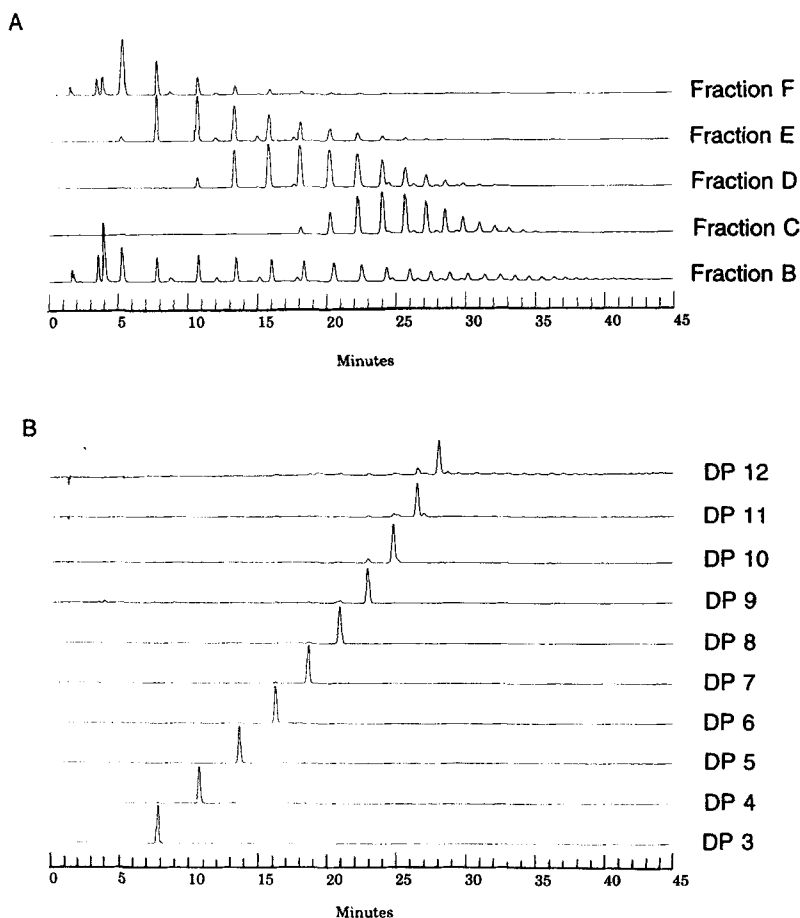 A
Fraction F
Fraction E
Fraction D
Fraction C
Fraction B
0 5 10 15 20 25 30 35 40 45
Minutes
B
DP 12
DP 11
DP 10
DP 9
DP 8
DP 7
DP 6
DP 5
DP 4
DP 3
0 5 10 15 20 25 30 35 40 45
Minutes